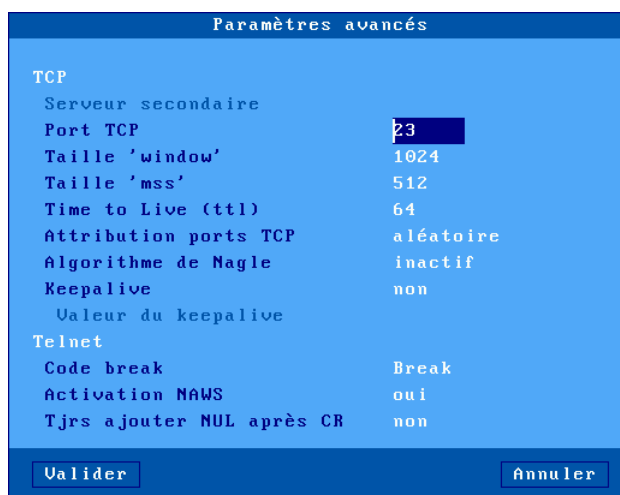 Paramètres avancés
TCP
Serveur secondaire
Port TCP 23
Taille 'window' 1024
Taille 'mss' 512
Time to Live (ttl) 64
Attribution ports TCP aléatoire
Algorithme de Nagle inactif
Keepalive non
Valeur du keepalive
Telnet
Code break Break
Activation NAWS oui
Tjrs ajouter NUL après CR non
Valider Annuler